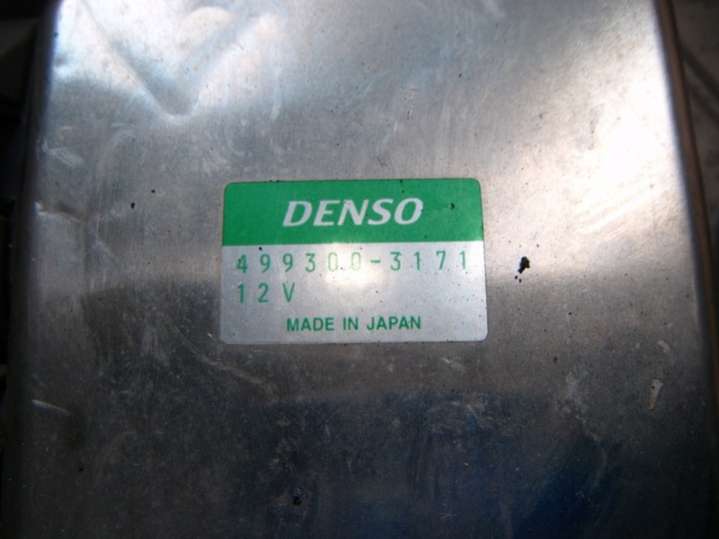 DENSO
499300-3171
12V
MADE IN JAPAN